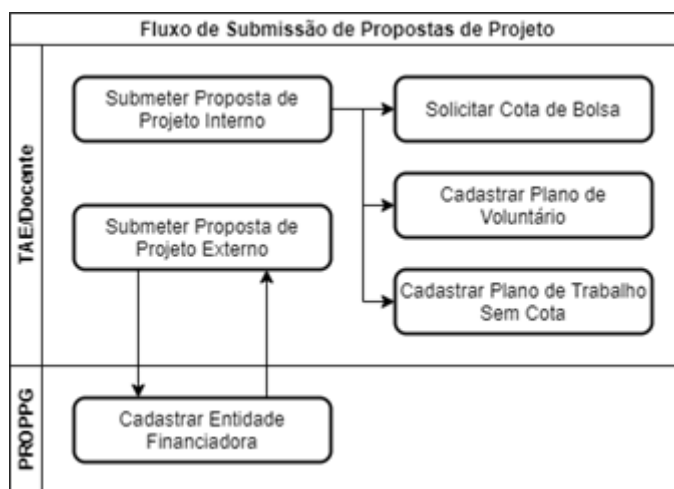 Fluxo de Submissão de Propostas de Projeto
TAE/Docente
Submeter Proposta de
Projeto Interno
Solicitar Cota de Bolsa
Cadastrar Plano de
Voluntário
Submeter Proposta de
Projeto Externo
Cadastrar Plano de Trabalho
Sem Cota
PROPPG
Cadastrar Entidade
Financiadora